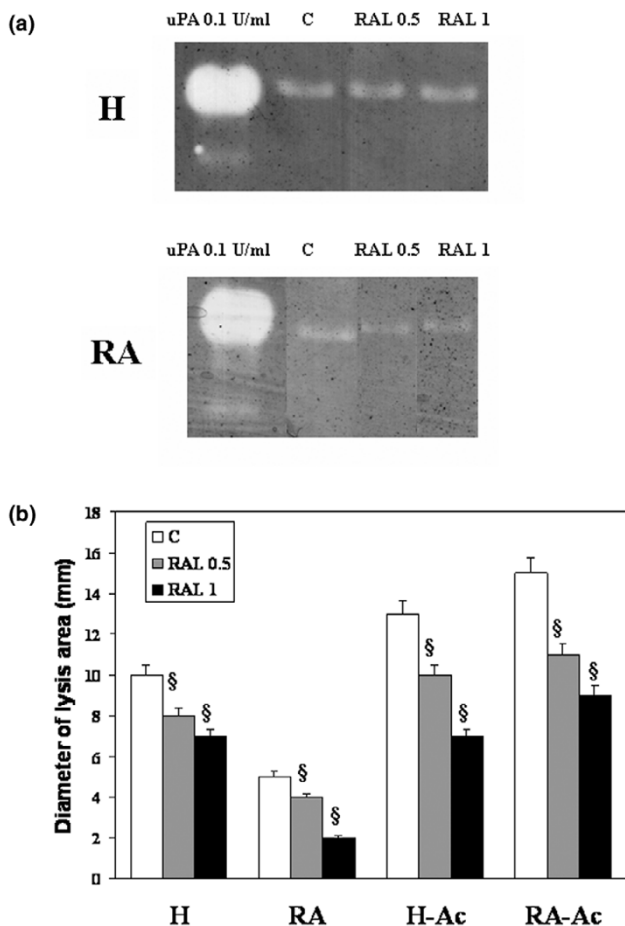 (a)
uPA 0.1 U/ml C RAL 0.5 RAL 1
H
uPA 0.1 U/ml C RAL 0.5 RAL 1
RA
(b)
Diameter of lysis area (mm)
18
16
14
12
10
8
6
4
2
0
C
RAL 0.5
RAL 1
§ § § § § § § §
H RA H-Ac RA-Ac